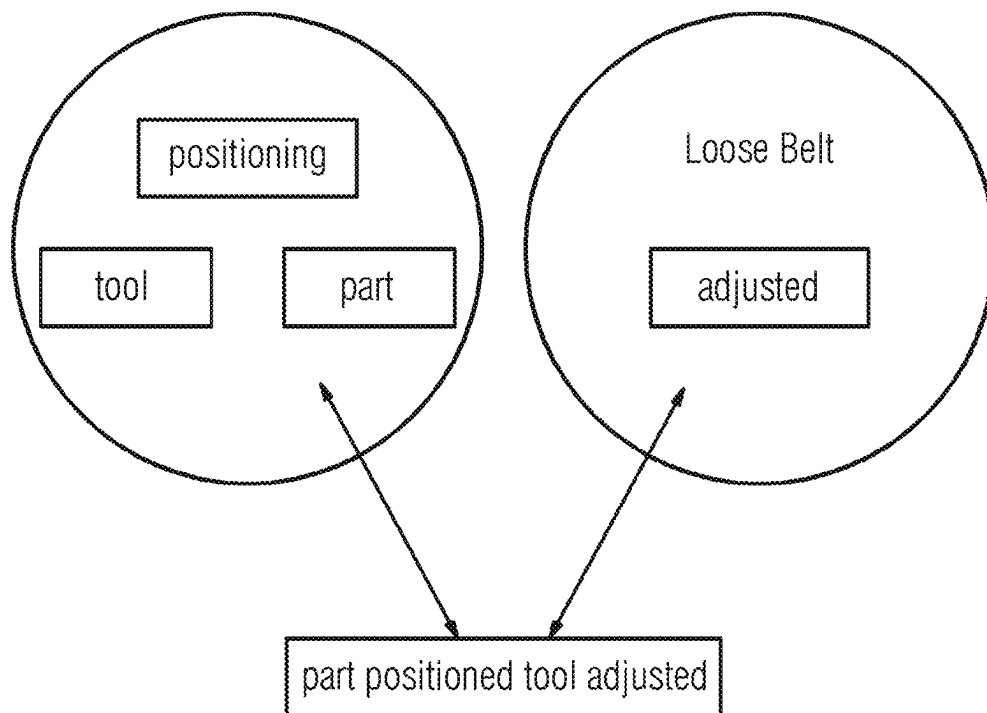 positioning
Loose Belt
tool
part
adjusted
part positioned tool adjusted